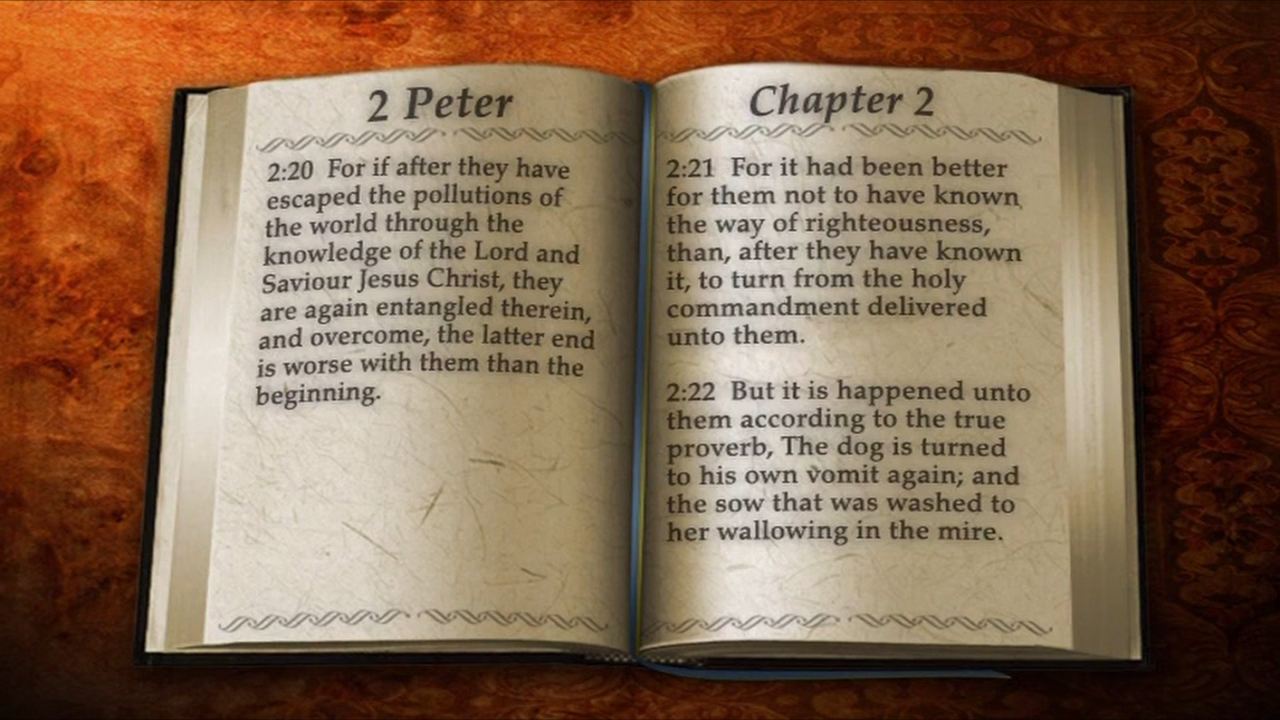 2 Peter
2:20 For if after they have
escaped the pollutions of
the world through the
knowledge of the Lord and
Saviour Jesus Christ, they
are again entangled therein,
and overcome, the latter end
is worse with them than the
beginning.
Chapter 2
2:21 For it had been better
for them not to have known
the way of righteousness,
than, after they have known
it, to turn from the holy
commandment delivered
unto them.
2:22 But it is happened unto
them according to the true
proverb, The dog is turned
to his own vomit again; and
the sow that was washed to
her wallowing in the mire.